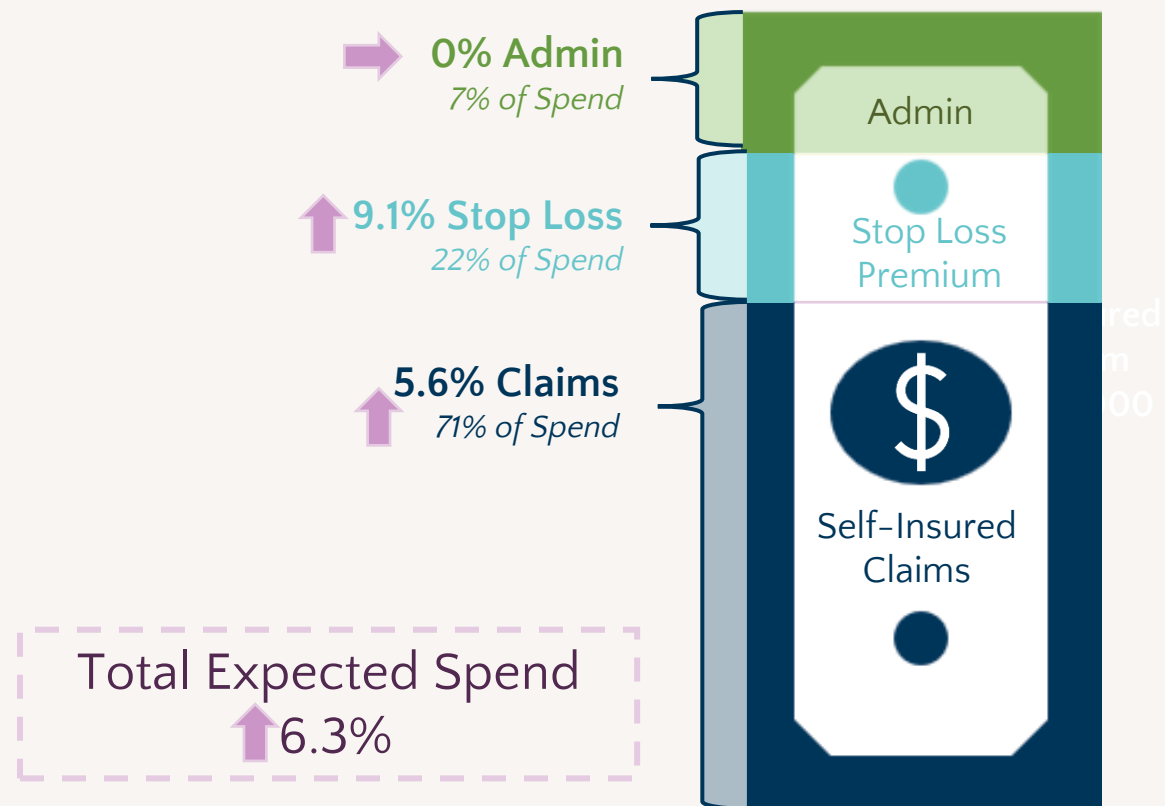 0% Admin
7% of Spend
Admin
9.1% Stop Loss
22% of Spend
Stop Loss
Premium
5.6% Claims
71% of Spend
$
Self-Insured
Claims
Total Expected Spend
6.3%